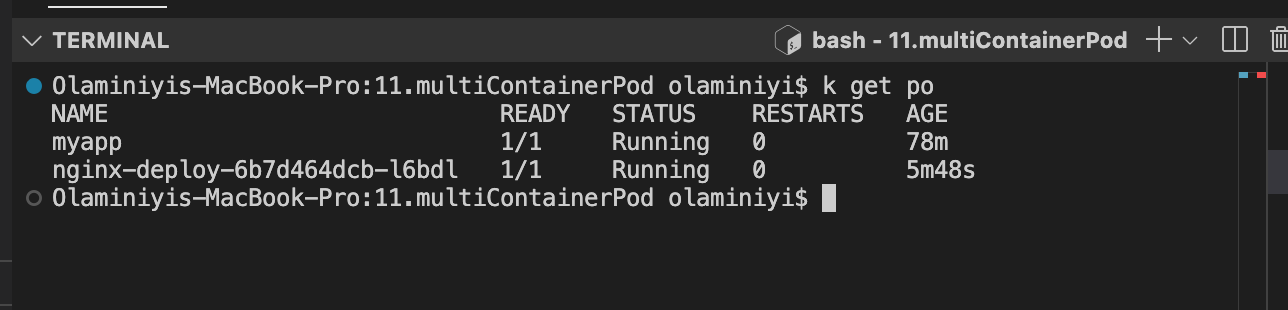 TERMINAL
bash - 11.multiContainerPod
Olaminiyis-MacBook-Pro:11.multiContainerPod olaminiyi$ k get po
NAME READY STATUS RESTARTS AGE
myapp 1/1 Running 0 78m
nginx-deploy-6b7d464dcb-l6bdl 1/1 Running 0 5m48s
Olaminiyis-MacBook-Pro:11.multiContainerPod olaminiyi$